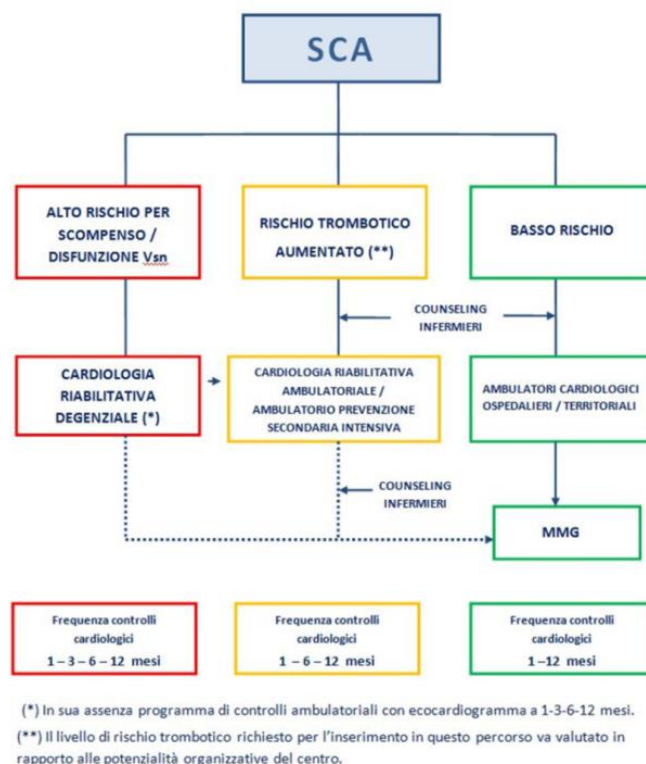 SCA
ALTO RISCHIO PER
SCOMPENSO /
DISFUNZIONE Vsn
RISCHIO TROMBOTICO
AUMENTATO (**)
BASSO RISCHIO
COUNSELING
INFERMIERI
CARDIOLOGIA
RIABILITATIVA
DEGENZIALE (*)
CARDIOLOGIA RIABILITATIVA
AMBULATORIALE /
AMBULATORIO PREVENZIONE
SECONDARIA INTENSIVA
AMBULATORI CARDIOLOGICI
OSPEDALIERI / TERRITORIALI
COUNSELING
INFERMIERI
MMG
Frequenza controlli
cardiologici
1 – 3 – 6 – 12 mesi
Frequenza controlli
cardiologici
1 – 6 – 12 mesi
Frequenza controlli
cardiologici
1 –12 mesi
(*) In sua assenza programma di controlli ambulatoriali con ecocardiogramma a 1-3-6-12 mesi.
(**) Il livello di rischio trombotico richiesto per l'inserimento in questo percorso va valutato in
rapporto alle potenzialità organizzative del centro.